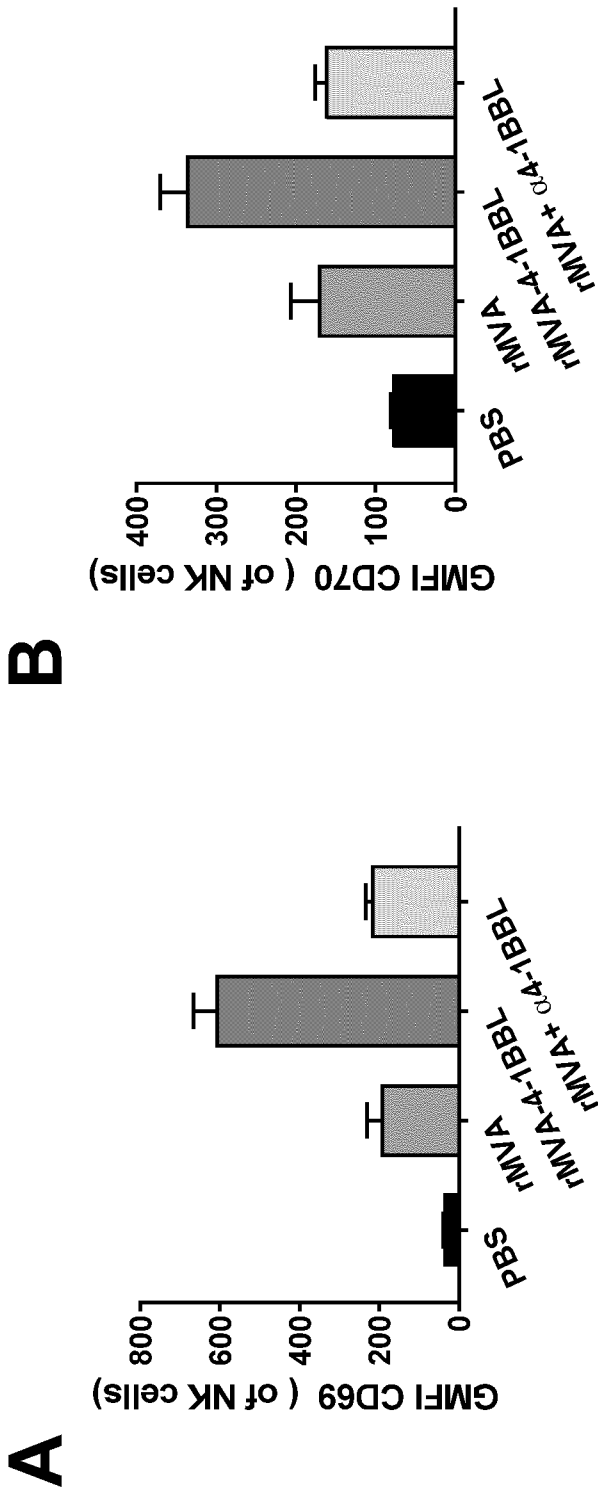 A
GMFI CD69 ( of NK cells)
800
600
400
200
0
PBS
rMVA
rMVA-4-1BBL
rMVA+ α4-1BBL
B
GMFI CD70 ( of NK cells)
400
300
200
100
0
PBS
rMVA
rMVA-4-1BBL
rMVA+ α4-1BBL